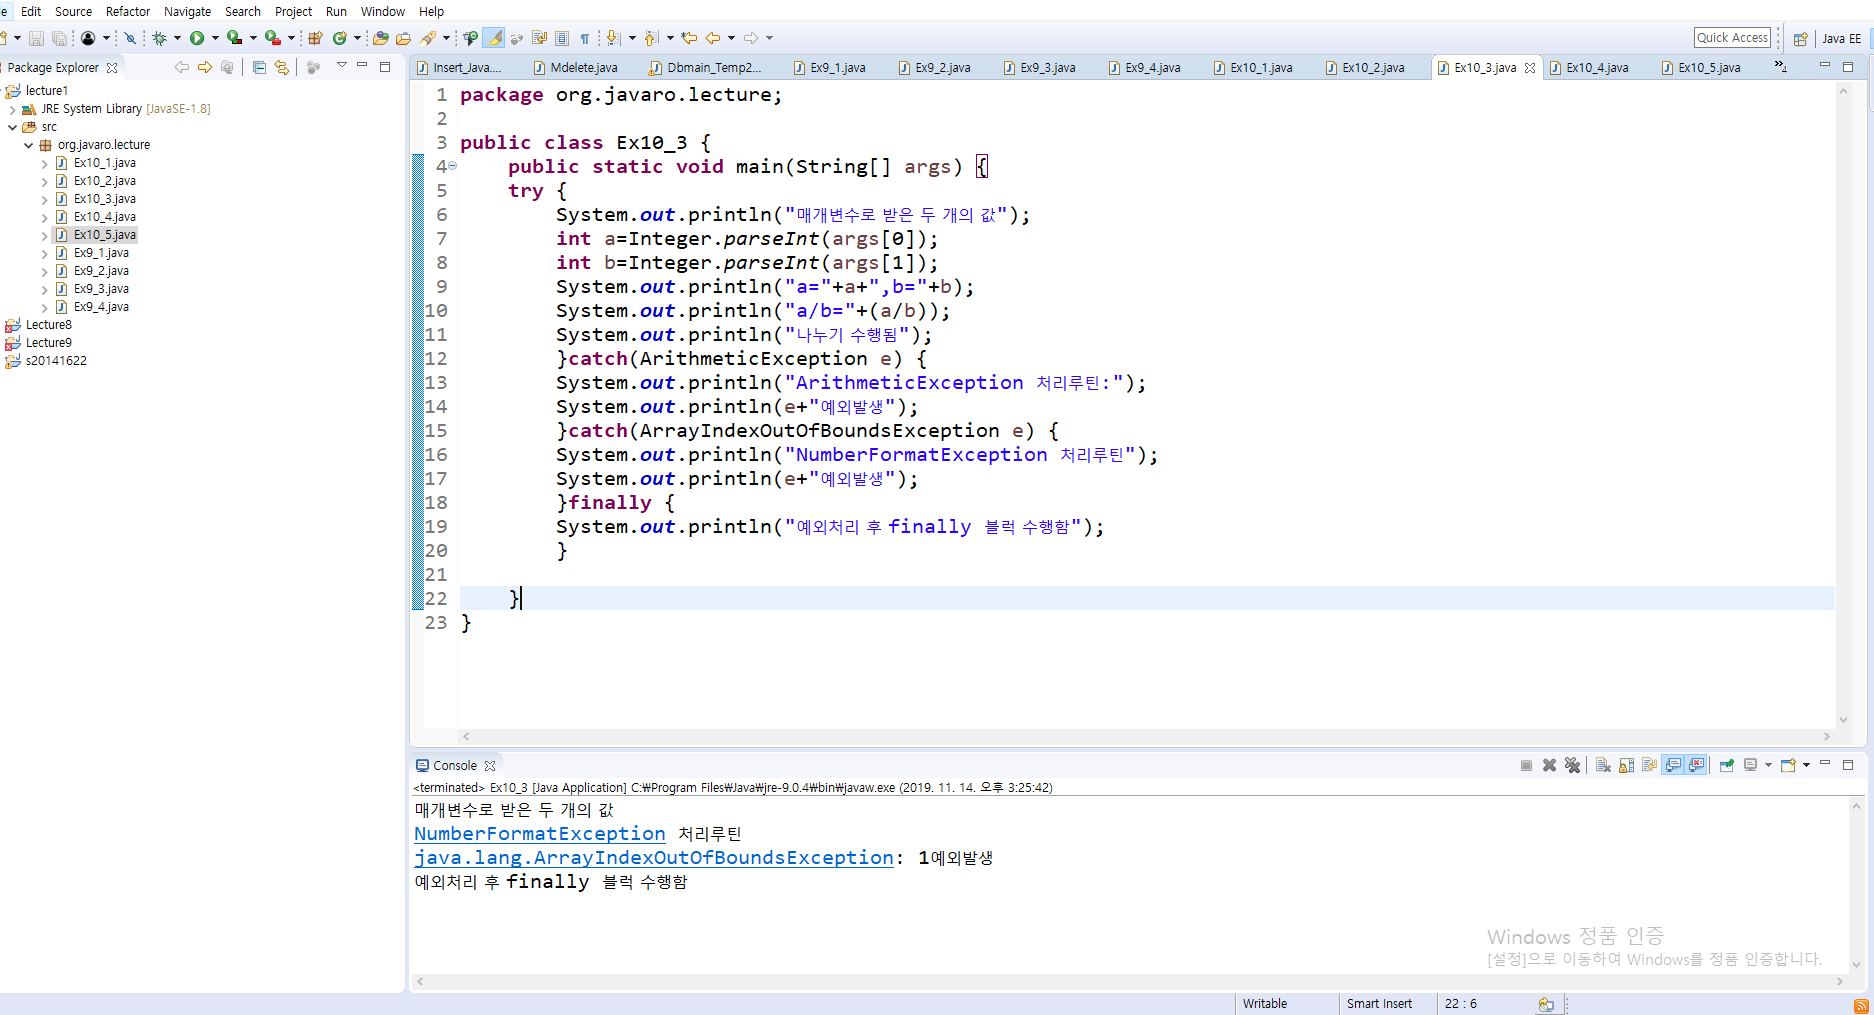 Edit Source Refactor Navigate Search Project Run Window Help
Quick Access Java EE
Package Explorer
lecture1
JRE System Library [JavaSE-1.8]
src
org.javaro.lecture
Ex10_1.java
Ex10_2.java
Ex10_3.java
Ex10_4.java
Ex10_5.java
Ex9_1.java
Ex9_2.java
Ex9_3.java
Ex9_4.java
Lecture8
Lecture9
s20141622
Insert_Java.... Mdelete.java Dbmain_Temp2... Ex9_1.java Ex9_2.java Ex9_3.java Ex9_4.java Ex10_1.java Ex10_2.java Ex10_3.java Ex10_4.java Ex10_5.java »4
1 package org.javaro.lecture;
2
3 public class Ex10_3 {
4 public static void main(String[] args) {
5 try {
6 System.out.println("매개변수로 받은 두 개의 값");
7 int a=Integer.parseInt(args[0]);
8 int b=Integer.parseInt(args[1]);
9 System.out.println("a="+a+",b="+b);
10 System.out.println("a/b="+(a/b));
11 System.out.println("나누기 수행됨");
12 }catch(ArithmeticException e) {
13 System.out.println("ArithmeticException 처리루틴:");
14 System.out.println(e+"예외발생");
15 }catch(ArrayIndexOutOfBoundsException e) {
16 System.out.println("NumberFormatException 처리루틴");
17 System.out.println(e+"예외발생");
18 }finally {
19 System.out.println("예외처리 후 finally 블럭 수행함");
20 }
21
22 }
23 }
Console
<terminated> Ex10_3 [Java Application] C:₩Program Files₩Java₩jre-9.0.4₩bin₩javaw.exe (2019. 11. 14. 오후 3:25:42)
매개변수로 받은 두 개의 값
NumberFormatException 처리루틴
java.lang.ArrayIndexOutOfBoundsException: 1예외발생
예외처리 후 finally 블럭 수행함
Windows 정품 인증
[설정]으로 이동하여 Windows를 정품 인증합니다.
Writable Smart Insert 22 : 6